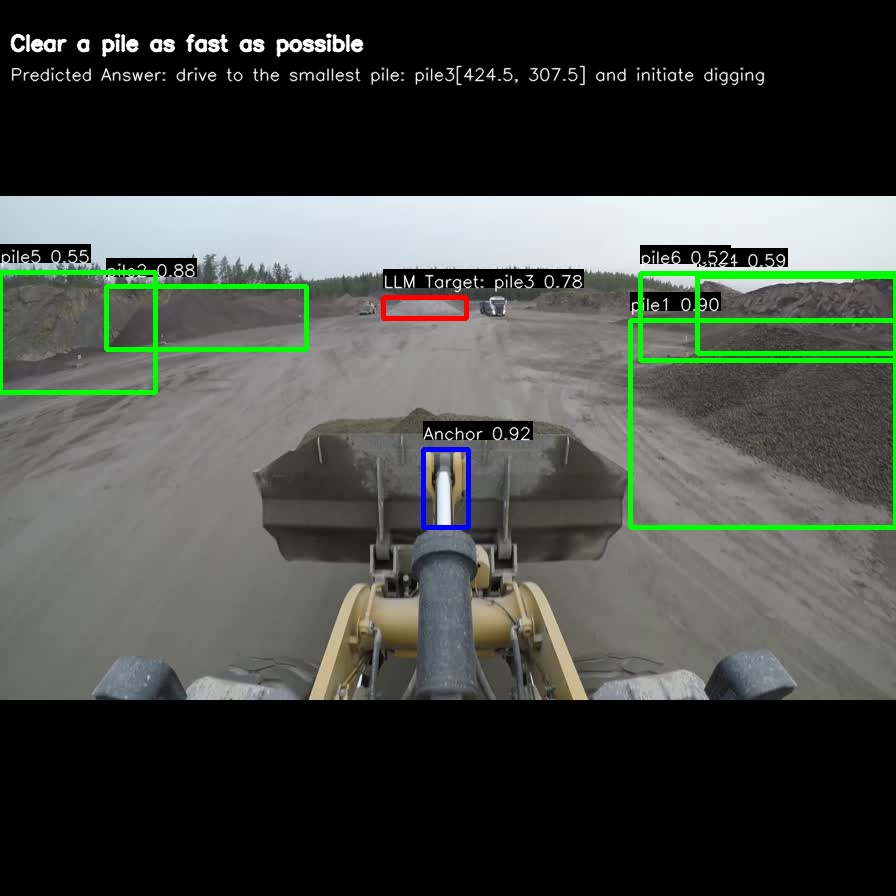 Clear a pile as fast as possible
Predicted Answer: drive to the smallest pile: pile3[424.5, 307.5] and initiate digging
pile5 0.55
pile2 0.88
LLM Target: pile3 0.78
pile6 0.52
0.59
pile1 0.90
Anchor 0.92